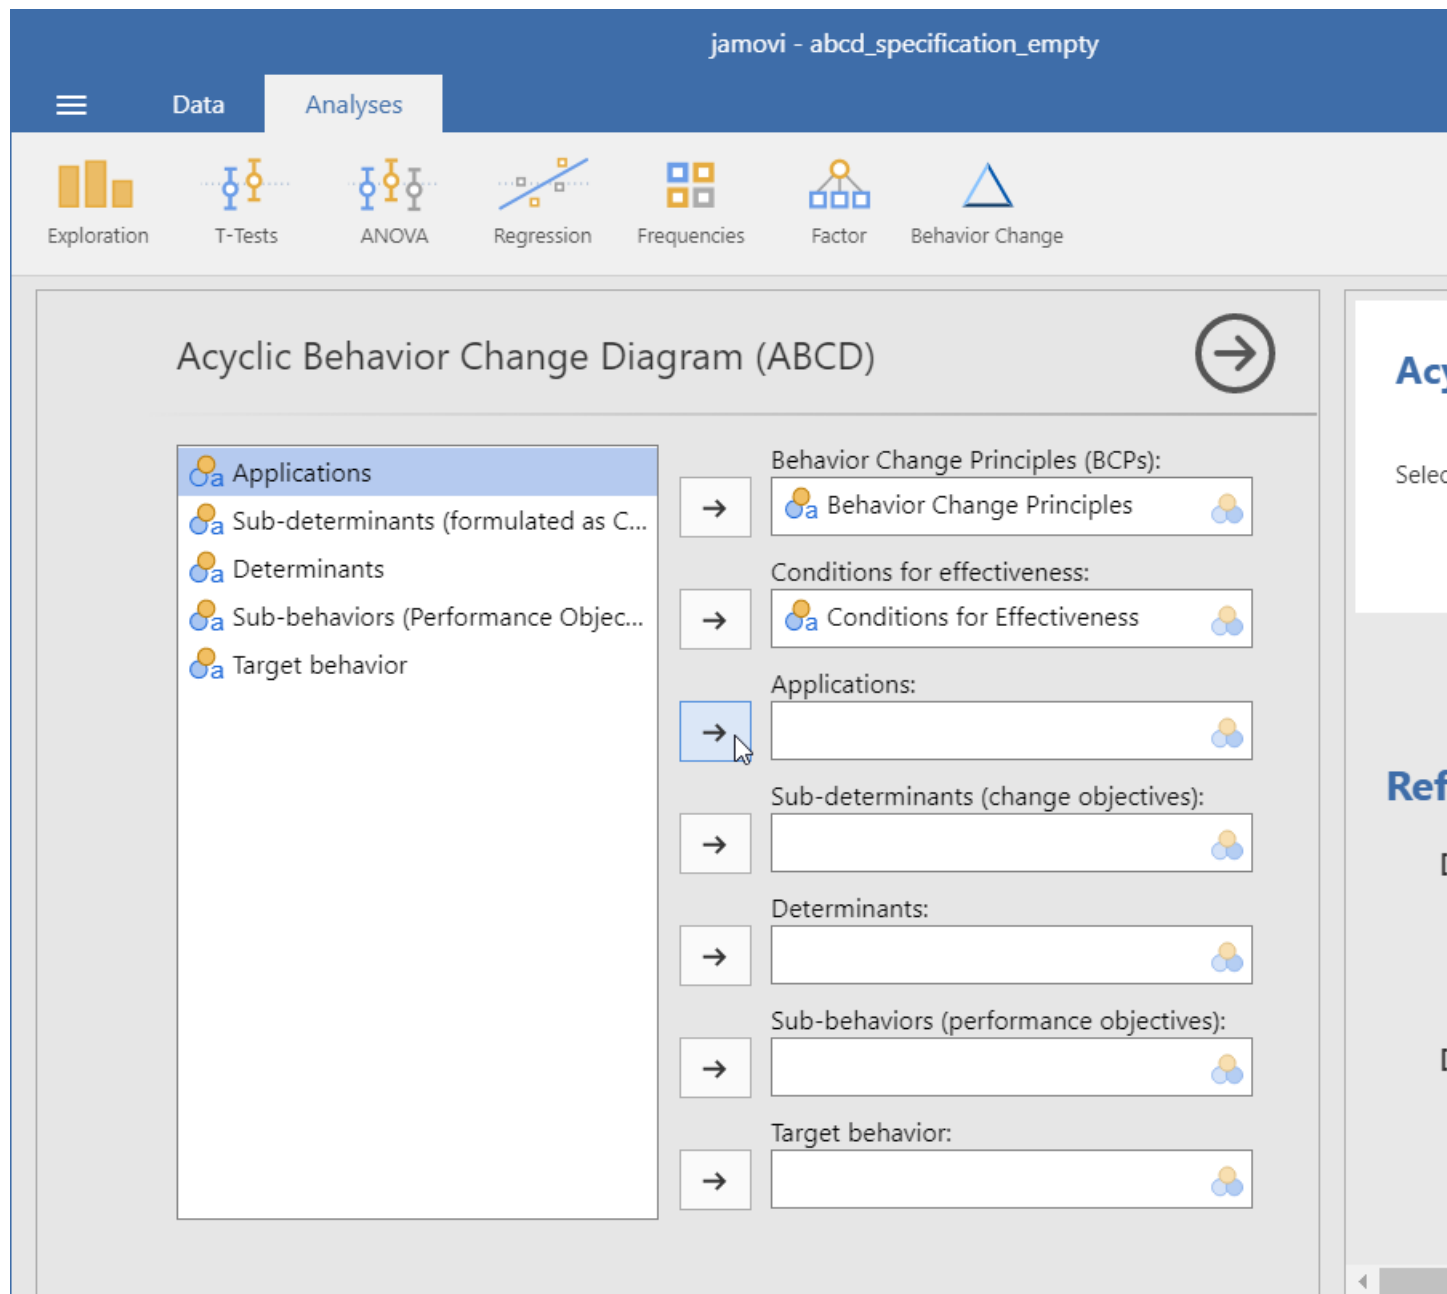 jamovi - abcd_specification_empty
Data
Analyses
Exploration
T-Tests
ANOVA
Regression
Frequencies
Factor
Behavior Change
Acyclic Behavior Change Diagram (ABCD)
Applications
Sub-determinants (formulated as C...
Determinants
Sub-behaviors (Performance Objec...
Target behavior
Behavior Change Principles (BCPs):
Behavior Change Principles
Conditions for effectiveness:
Conditions for Effectiveness
Applications:
Sub-determinants (change objectives):
Determinants:
Sub-behaviors (performance objectives):
Target behavior:
Acy
Selec
Ref